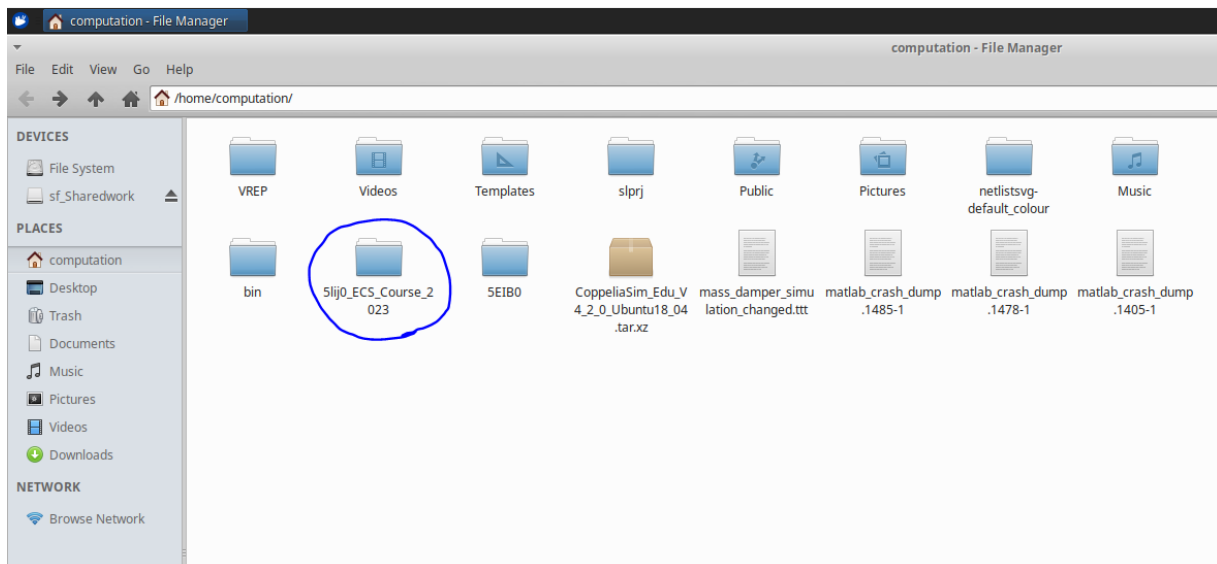 computation - File Manager
computation - File Manager
File Edit View Go Help
/home/computation/
DEVICES
File System
sf_Sharedwork
PLACES
computation
Desktop
Trash
Documents
Music
Pictures
Videos
Downloads
NETWORK
Browse Network
VREP
Videos
Templates
slprj
Public
Pictures
netlistsvg-
default_colour
Music
bin
5lij0_ECS_Course_2
023
5EIB0
CoppeliaSim_Edu_V
4_2_0_Ubuntu18_04
.tar.xz
mass_damper_simu
lation_changed.ttt
matlab_crash_dump
.1485-1
matlab_crash_dump
.1478-1
matlab_crash_dump
.1405-1